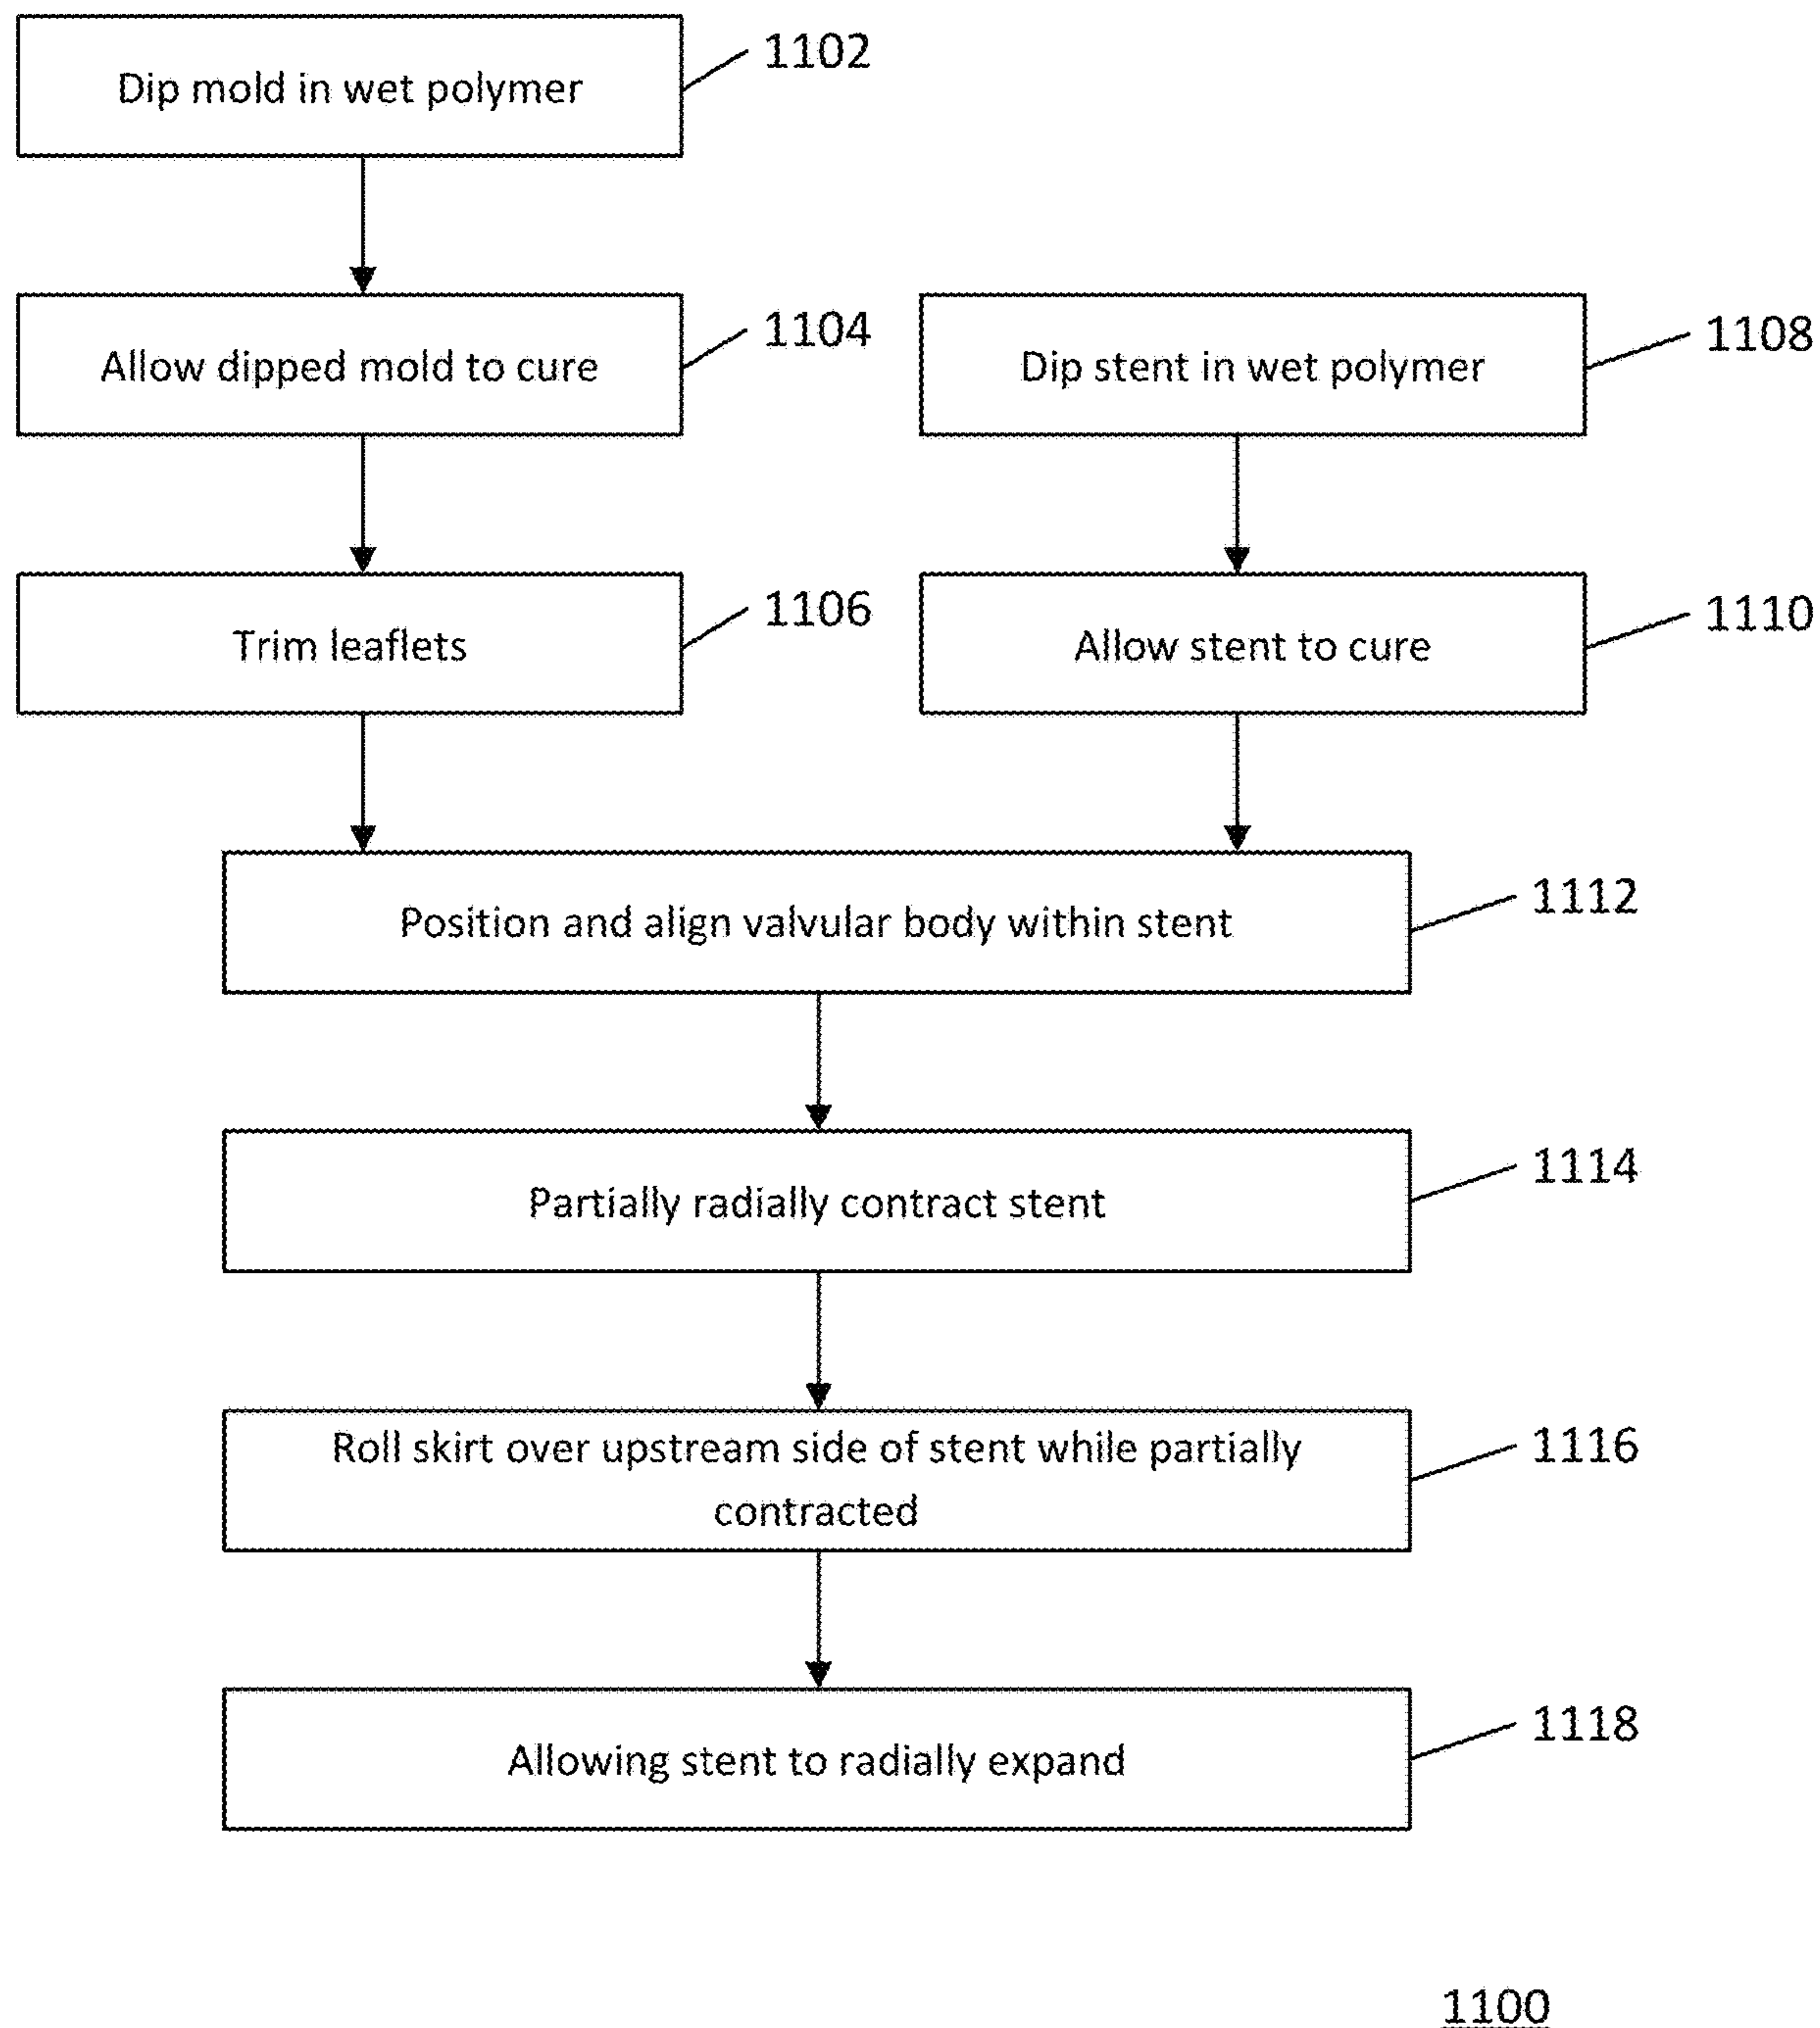 Dip mold in wet polymer
1102
Allow dipped mold to cure
1104
Dip stent in wet polymer
1108
Trim leaflets
1106
Allow stent to cure
1110
Position and align valvular body within stent
1112
Partially radially contract stent
1114
Roll skirt over upstream side of stent while partially
contracted
1116
Allowing stent to radially expand
1118
1100